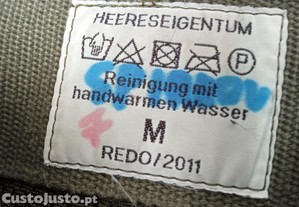 HEERESEIGENTUM
P
Reinigung mit
handwarmen Wasser
M
REDO/2011
CustoJusto.pt